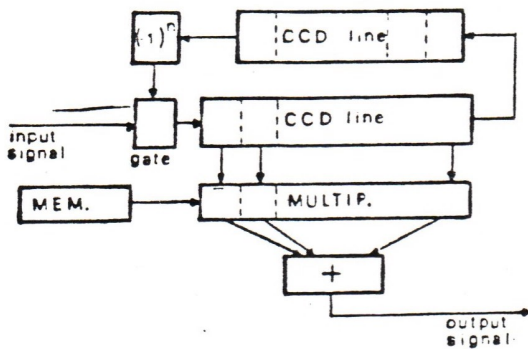 (-1)ⁿ
CCD line
CCD line
input
signal
gate
MEM.
MULTIP.
+
output
signal